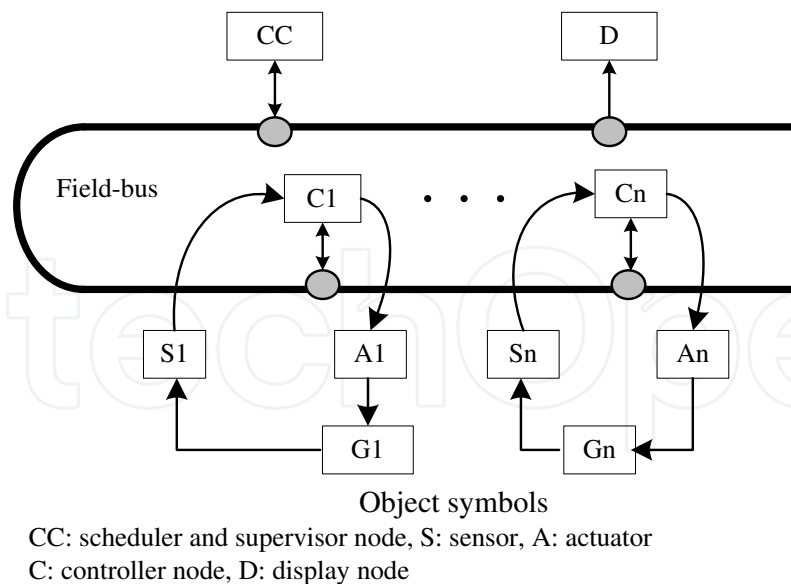 CC
D
Field-bus
C1
. . .
Cn
S1
A1
Sn
An
G1
Gn
Object symbols
CC: scheduler and supervisor node, S: sensor, A: actuator
C: controller node, D: display node
techOpe